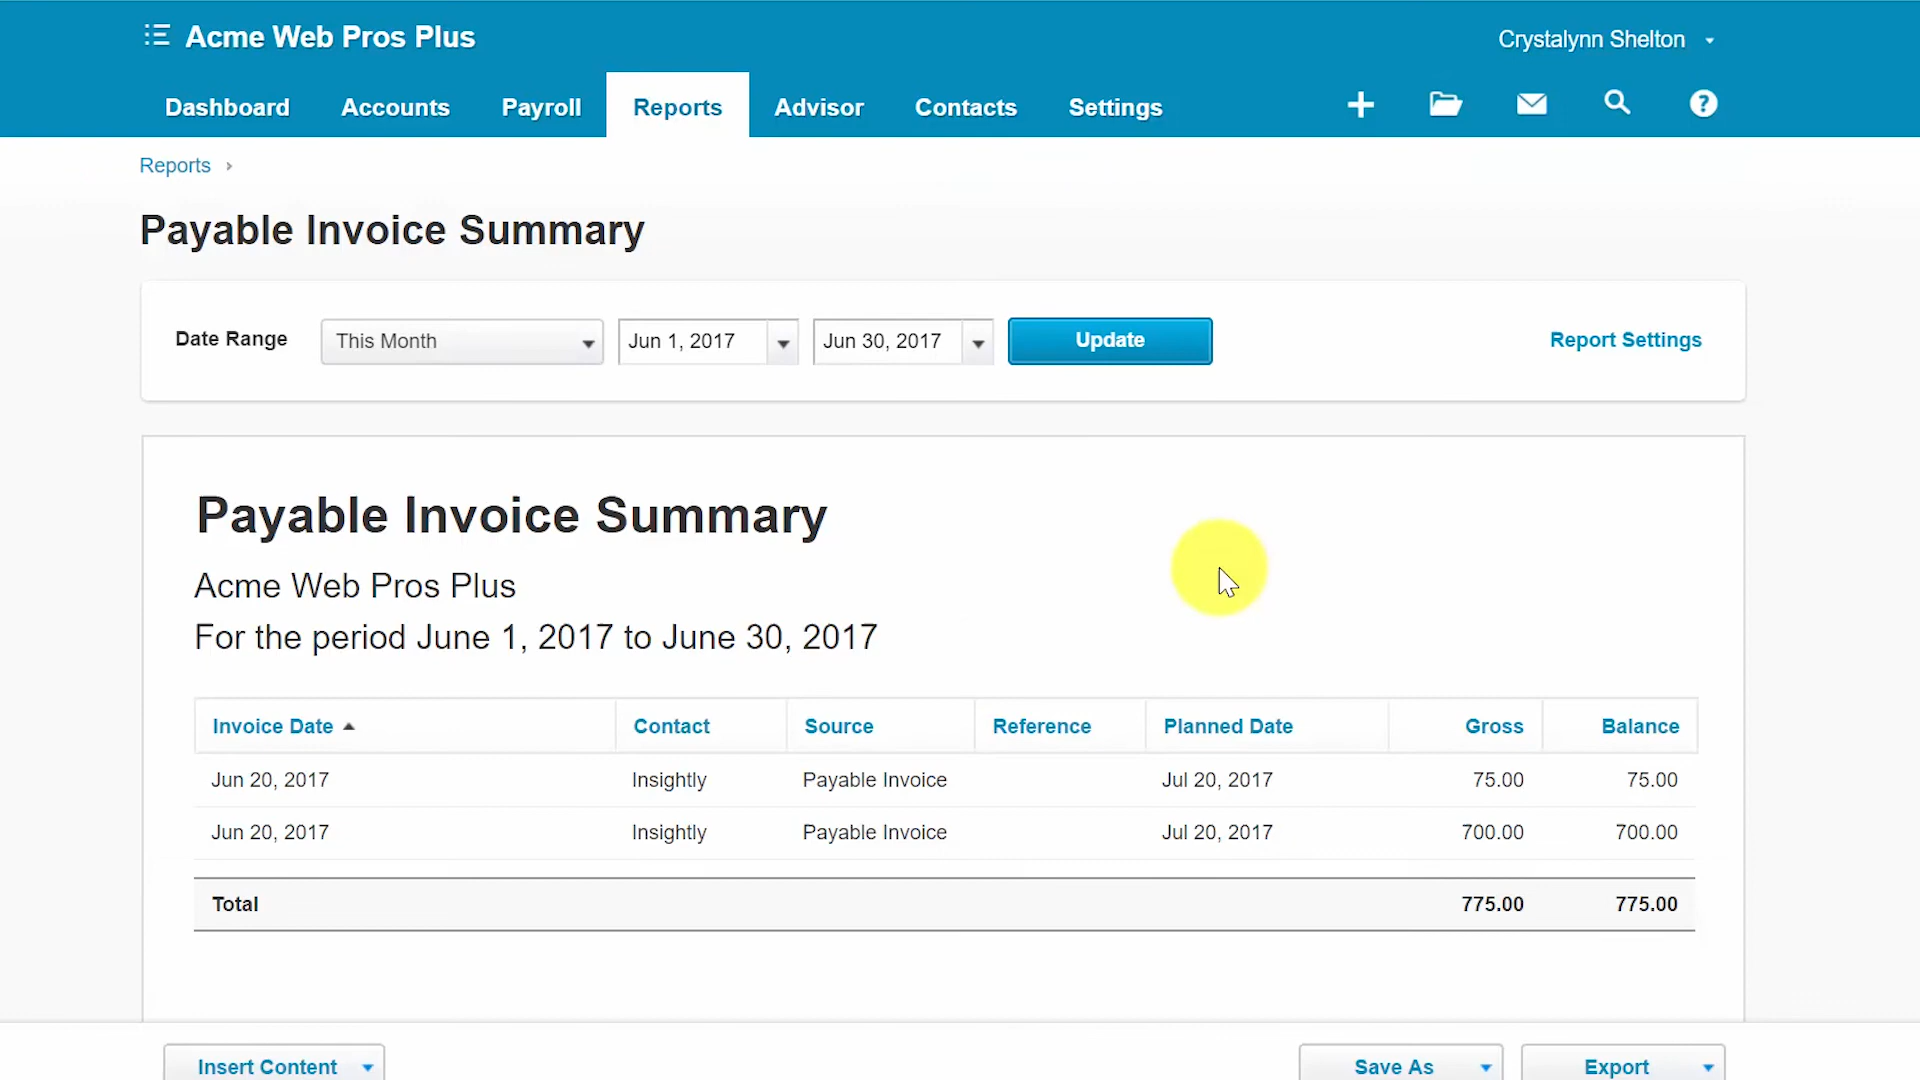 Acme Web Pros Plus
Crystalynn Shelton
Dashboard Accounts Payroll Reports Advisor Contacts Settings ?
Reports
Payable Invoice Summary
Date Range This Month Jun 1, 2017 Jun 30, 2017 Update Report Settings
Payable Invoice Summary
Acme Web Pros Plus
For the period June 1, 2017 to June 30, 2017
Invoice Date Contact Source Reference Planned Date Gross Balance
Jun 20, 2017 Insightly Payable Invoice Jul 20, 2017 75.00 75.00
Jun 20, 2017 Insightly Payable Invoice Jul 20, 2017 700.00 700.00
Total 775.00 775.00
Insert Content Save As Export